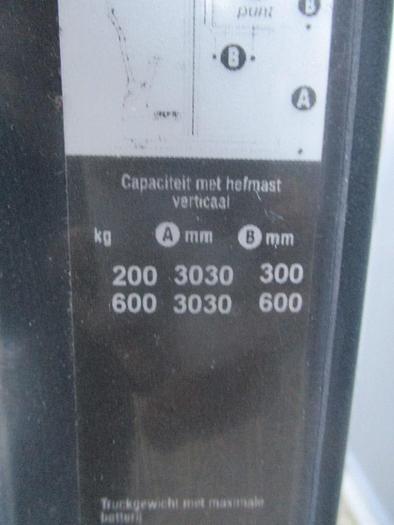 punt
B
B
A
Capaciteit met hefmast
verticaal
kg A mm B mm
200 3030 300
600 3030 600
Truckgewicht met maximale
batterij